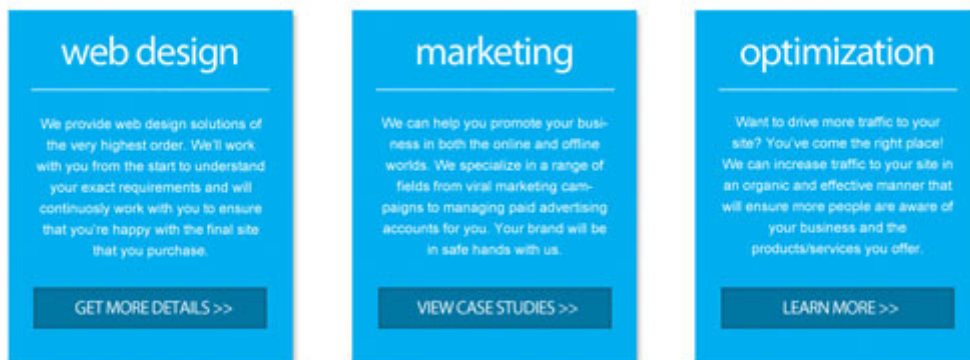 web design
We provide web design solutions of
the very highest order. We'll work
with you from the start to understand
your exact requirements and will
continuosly work with you to ensure
that you're happy with the final site
that you purchase.
GET MORE DETAILS >>
marketing
We can help you promote your busi-
ness in both the online and offline
worlds. We specialize in a range of
fields from viral marketing cam-
paigns to managing paid advertising
accounts for you. Your brand will be
in safe hands with us.
VIEW CASE STUDIES >>
optimization
Want to drive more traffic to your
site? You've come the right place!
We can increase traffic to your site in
an organic and effective manner that
will ensure more people are aware of
your business and the
products/services you offer.
LEARN MORE >>